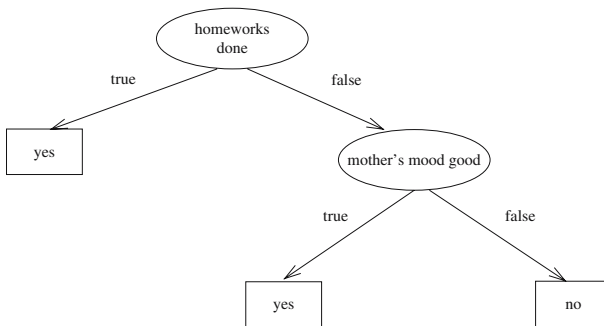 homeworks
done
true
false
yes
mother's mood good
true
false
yes
no